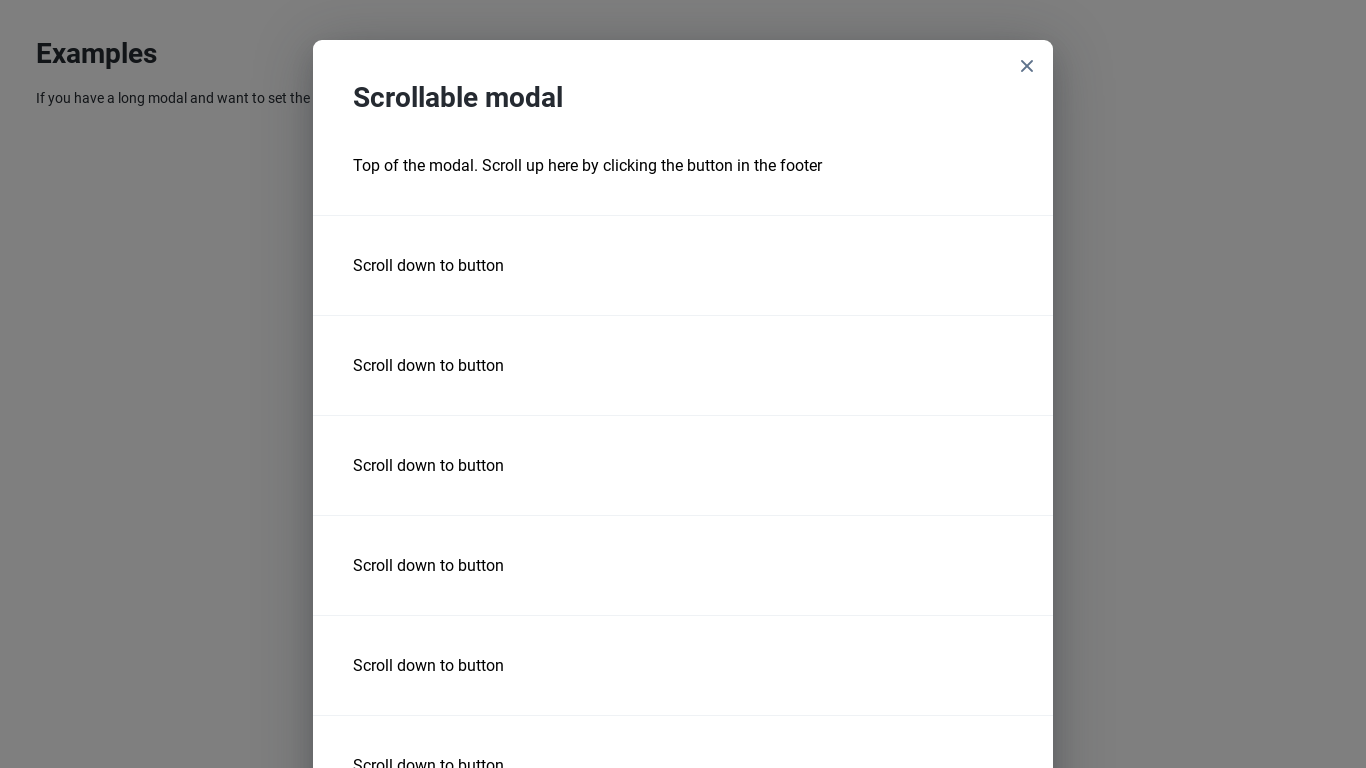 Examples
If you have a long modal and want to set the
Scrollable modal
Top of the modal. Scroll up here by clicking the button in the footer
Scroll down to button
Scroll down to button
Scroll down to button
Scroll down to button
Scroll down to button
Scroll down to button